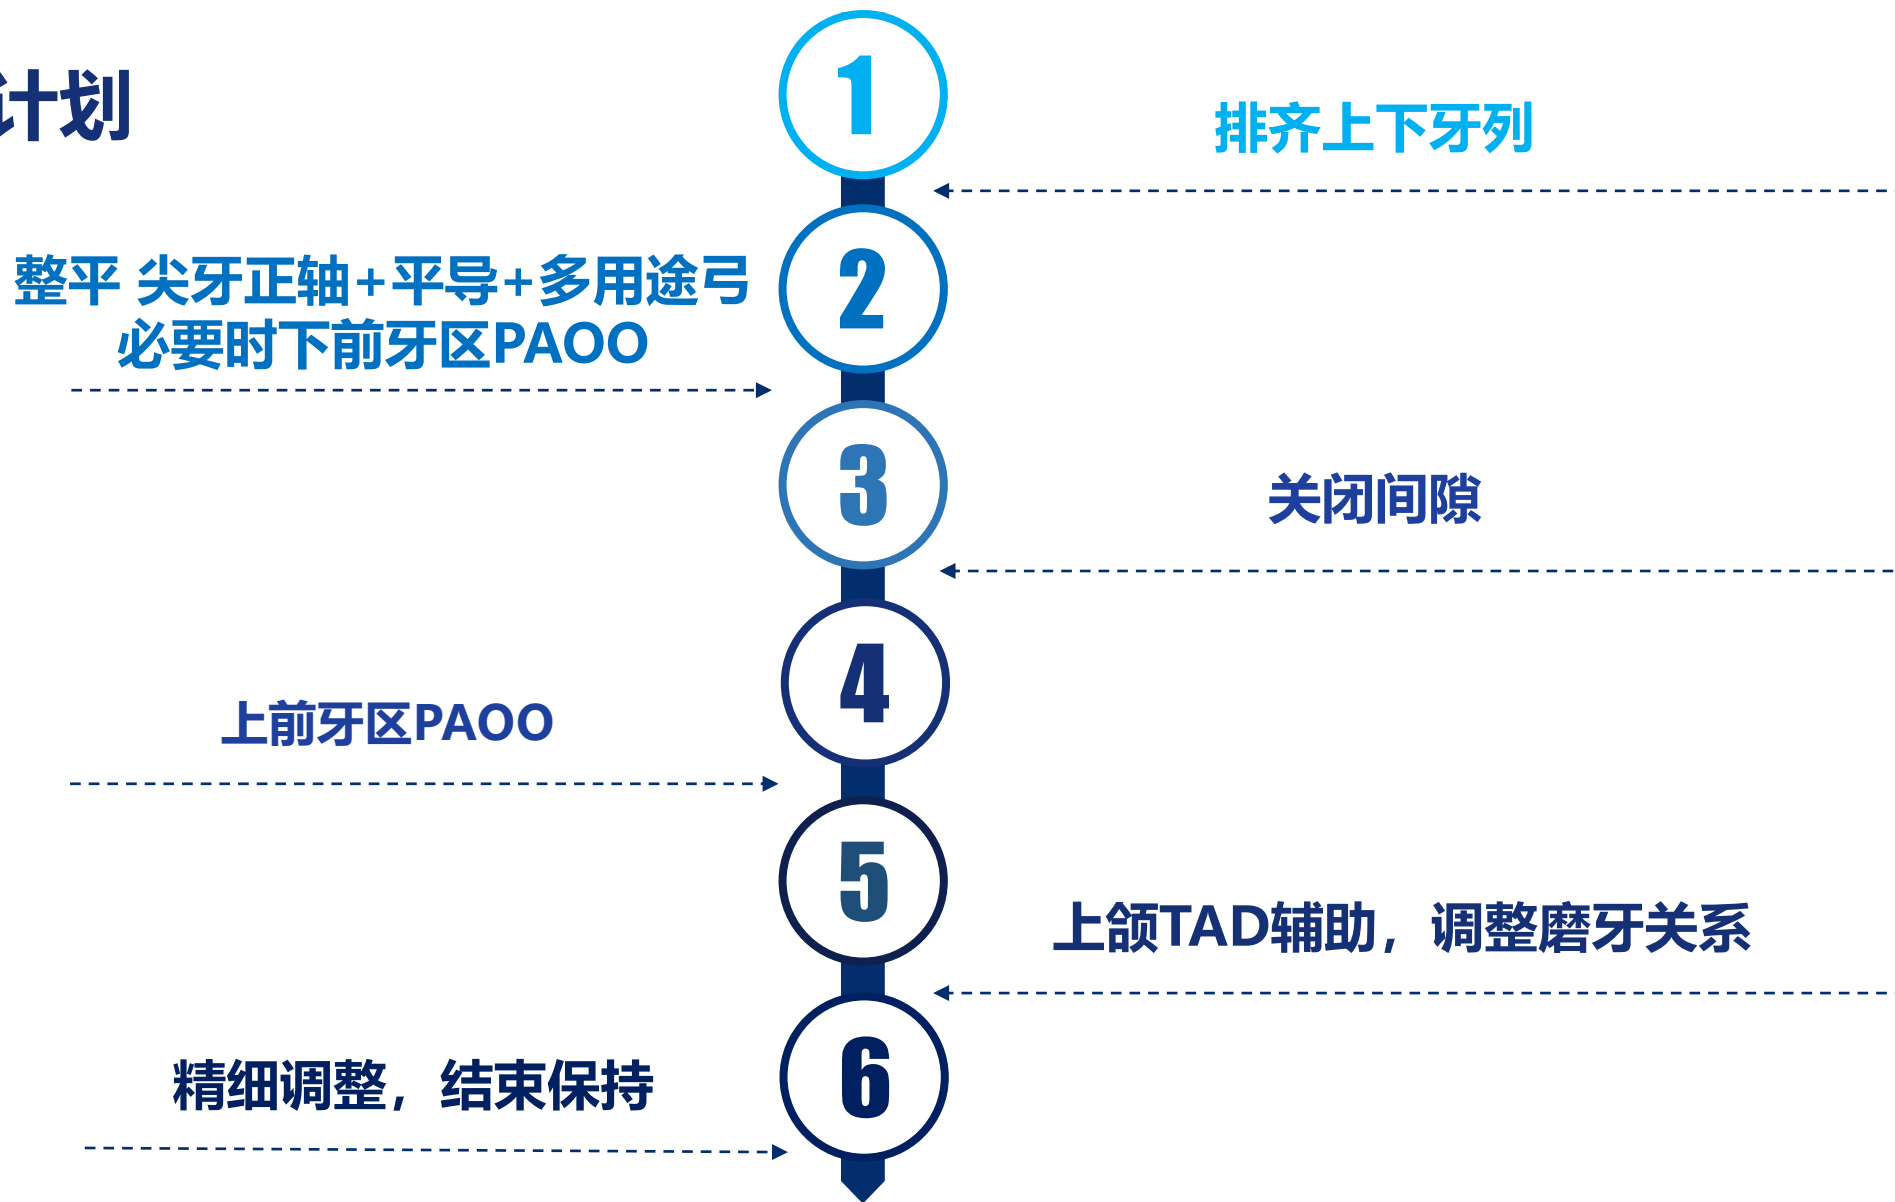 计划
1
排齐上下牙列
整平 尖牙正轴+平导+多用途弓
必要时下前牙区PAOO
2
3
关闭间隙
上前牙区PAOO
4
5
上颌TAD辅助，调整磨牙关系
精细调整，结束保持
6